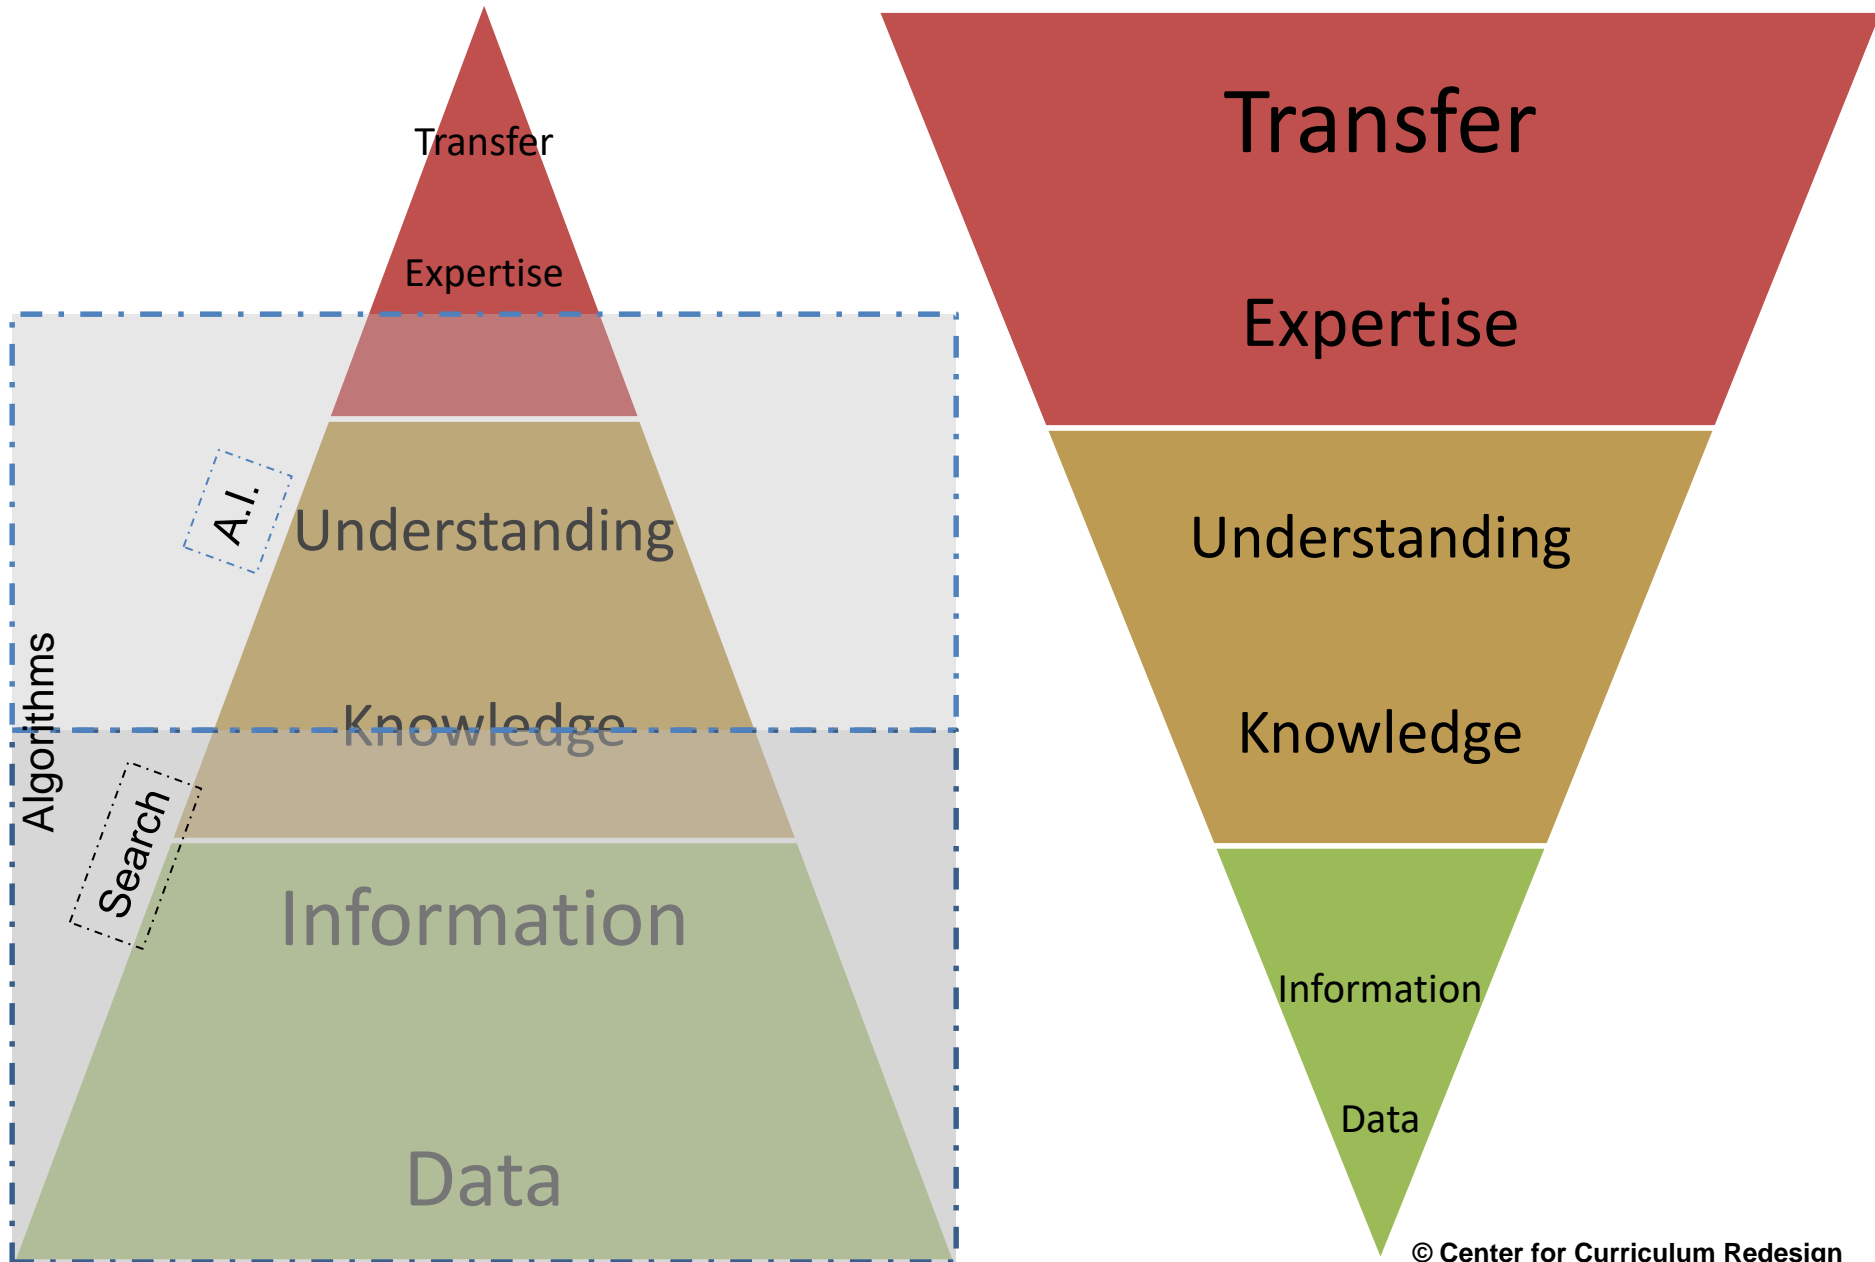 Transfer
Expertise
A.I.
Understanding
Algorithms
Knowledge
Search
Information
Data
Transfer
Expertise
Understanding
Knowledge
Information
Data
© Center for Curriculum Redesign